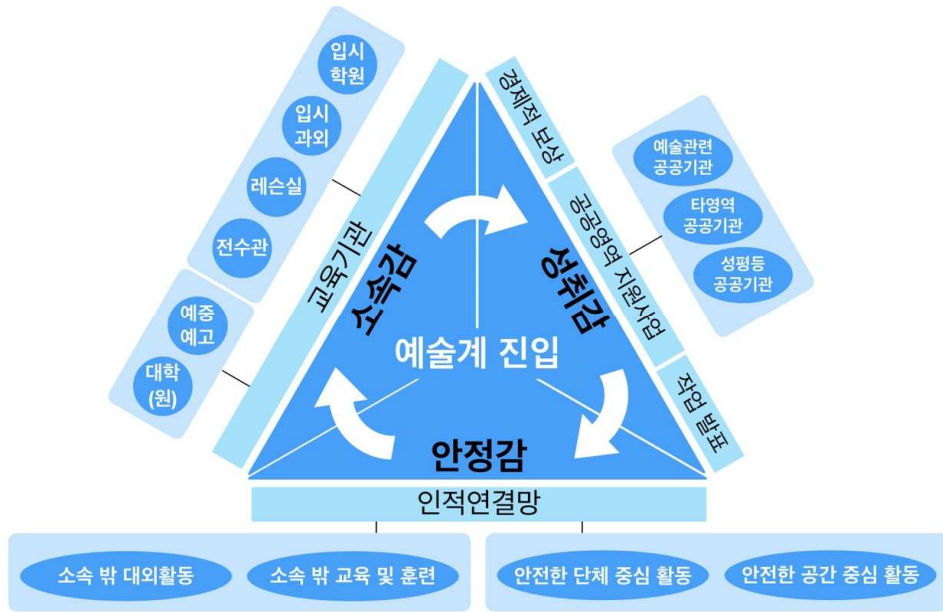 입시
학원
입시
과외
레슨실
전수관
예중
예고
대학
(원)
교육기관
소속감
경제적 보상
공공영역 지원사업
작업 발표
성취감
예술관련
공공기관
타영역
공공기관
성평등
공공기관
예술계 진입
안정감
인적연결망
소속 밖 대외활동
소속 밖 교육 및 훈련
안전한 단체 중심 활동
안전한 공간 중심 활동